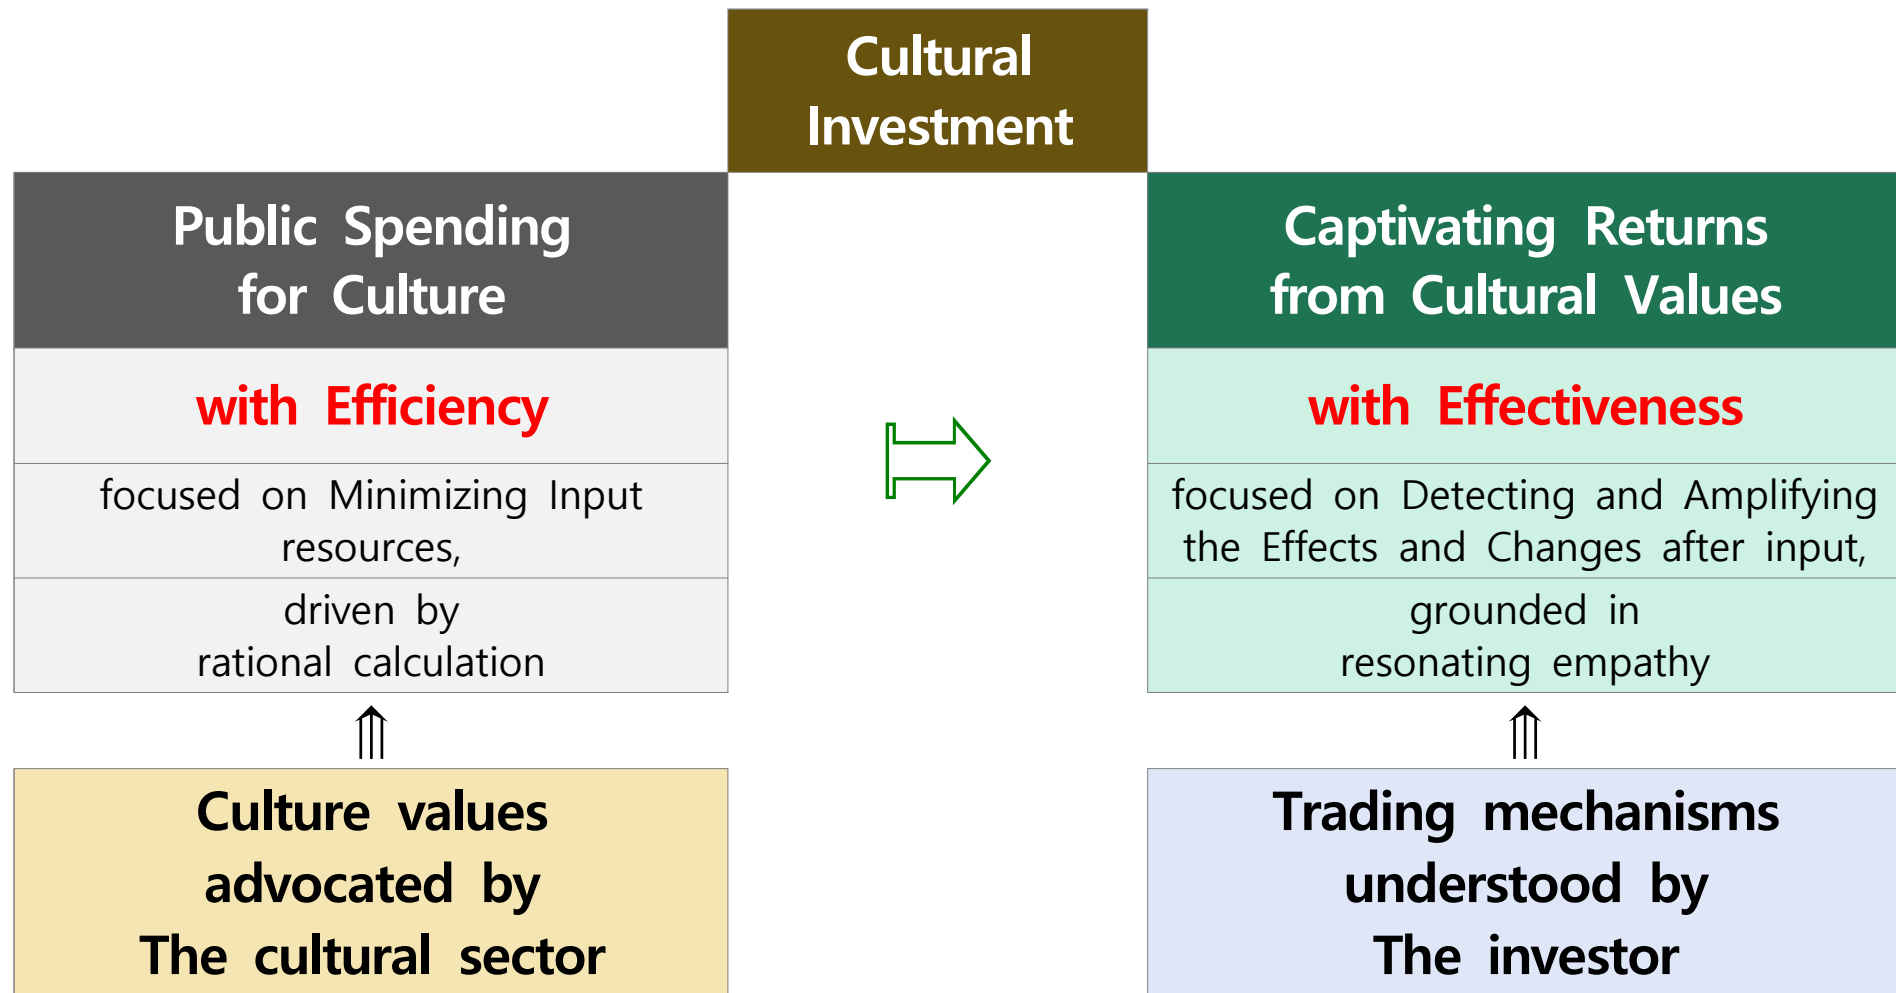 Cultural
Investment
Public Spending
for Culture
with Efficiency
focused on Minimizing Input
resources,
driven by
rational calculation
Culture values
advocated by
The cultural sector
Captivating Returns
from Cultural Values
with Effectiveness
focused on Detecting and Amplifying
the Effects and Changes after input,
grounded in
resonating empathy
Trading mechanisms
understood by
The investor